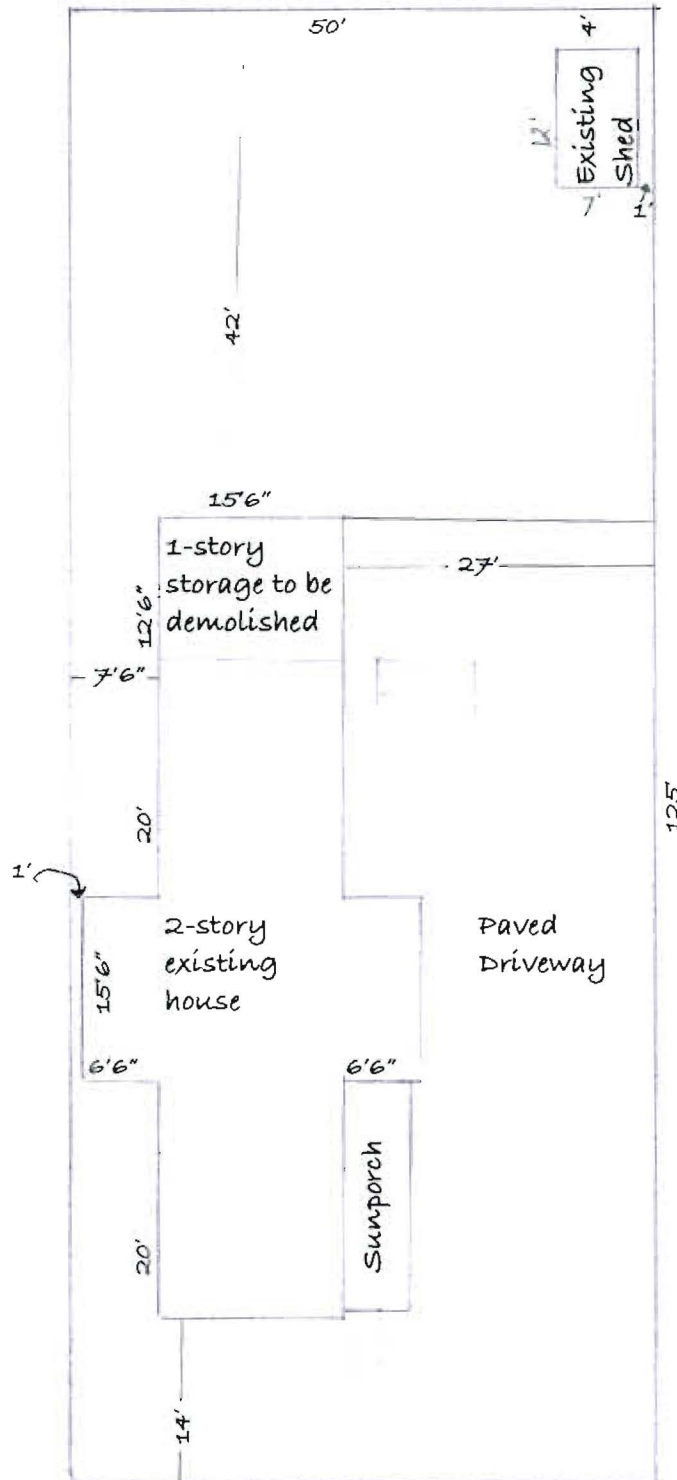 50'
4'
12'
Existing
Shed
7'
1'
42'
15'6"
1-story
storage to be
demolished
12'6"
27'
7'6"
20'
125'
1'
2-story
existing
house
15'6"
Paved
Driveway
6'6"
6'6"
Sunporch
20'
14'